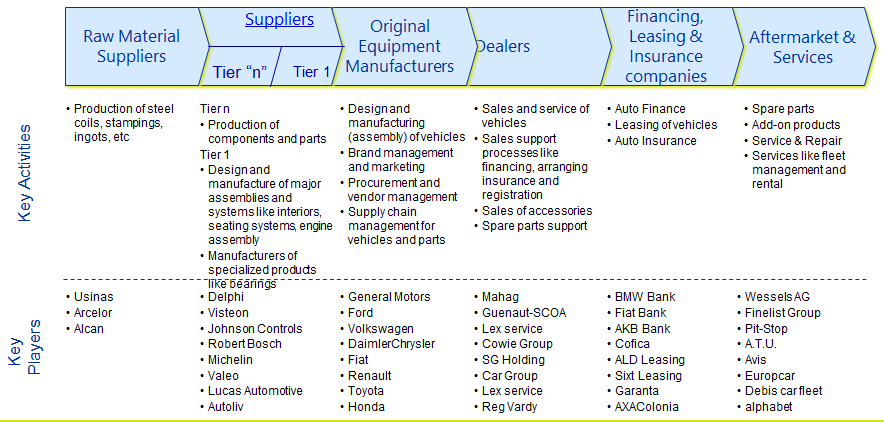 Raw Material
Suppliers
Suppliers
Tier “n”
Tier 1
Original
Equipment
Manufacturers
Dealers
Financing,
Leasing &
Insurance
companies
Aftermarket &
Services
Key Activities
• Production of steel
coils, stampings,
ingots, etc
Tier n
• Production of
components and parts
Tier 1
• Design and
manufacture of major
assemblies and
systems like interiors,
seating systems, engine
assembly
• Manufacturers of
specialized products
like bearings
• Design and
manufacturing
(assembly) of vehicles
• Brand management
and marketing
• Procurement and
vendor management
• Supply chain
management for
vehicles and parts
• Sales and service of
vehicles
• Sales support
processes like
financing, arranging
insurance and
registration
• Sales of accessories
• Spare parts support
• Auto Finance
• Leasing of vehicles
• Auto Insurance
• Spare parts
• Add-on products
• Service & Repair
• Services like fleet
management and
rental
Key
Players
• Usinas
• Arcelor
• Alcan
• Delphi
• Visteon
• Johnson Controls
• Robert Bosch
• Michelin
• Valeo
• Lucas Automotive
• Autoliv
• General Motors
• Ford
• Volkswagen
• DaimlerChrysler
• Fiat
• Renault
• Toyota
• Honda
• Mahag
• Guenaut-SCOA
• Lex service
• Cowie Group
• SG Holding
• Car Group
• Lex service
• Reg Vardy
• BMW Bank
• Fiat Bank
• AKB Bank
• Cofica
• ALD Leasing
• Sixt Leasing
• Garanta
• AXA Colonia
• Wessels AG
• Finelist Group
• Pit-Stop
• A.T.U.
• Avis
• Europcar
• Debis car fleet
• alphabet